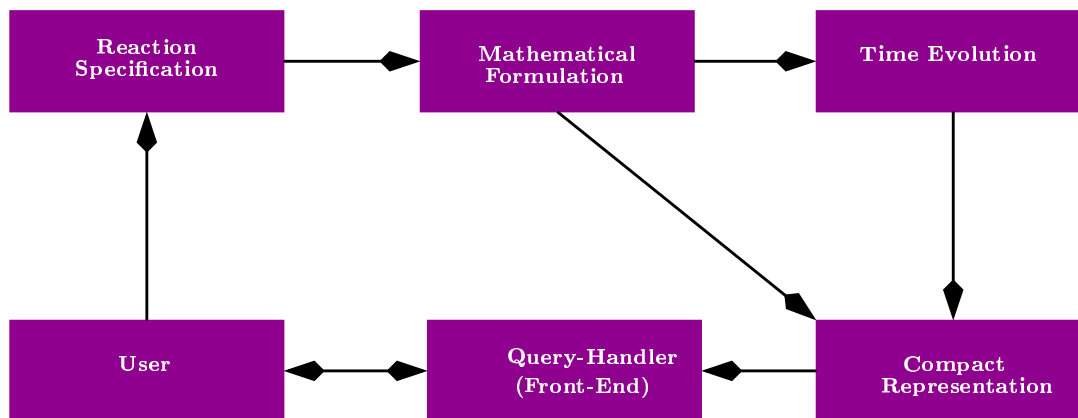 Reaction
Specification
Mathematical
Formulation
Time Evolution
User
Query-Handler
(Front-End)
Compact
Representation